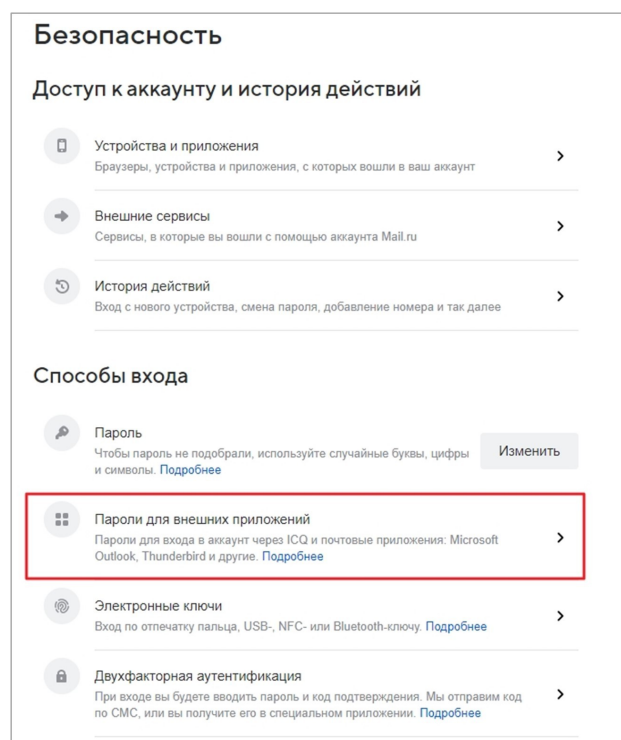 Безопасность
Доступ к аккаунту и история действий
Устройства и приложения
Браузеры, устройства и приложения, с которых вошли в ваш аккаунт
Внешние сервисы
Сервисы, в которые вы вошли с помощью аккаунта Mail.ru
История действий
Вход с нового устройства, смена пароля, добавление номера и так далее
Способы входа
Пароль
Чтобы пароль не подобрали, используйте случайные буквы, цифры
и символы. Подробнее
Изменить
Пароли для внешних приложений
Пароли для входа в аккаунт через ICQ и почтовые приложения: Microsoft
Outlook, Thunderbird и другие. Подробнее
Электронные ключи
Вход по отпечатку пальца, USB-, NFC- или Bluetooth-ключу. Подробнее
Двухфакторная аутентификация
При входе вы будете вводить пароль и код подтверждения. Мы отправим код
по СМС, или вы получите его в специальном приложении. Подробнее